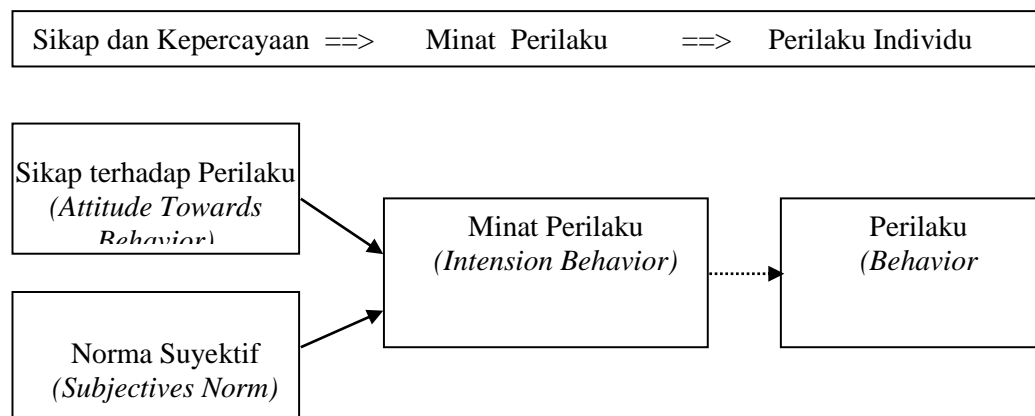 Sikap dan Kepercayaan ==> Minat Perilaku ==> Perilaku Individu
Sikap terhadap Perilaku
(Attitude Towards
Behavior)
Minat Perilaku
(Intension Behavior)
Perilaku
(Behavior
Norma Suyektif
(Subjectives Norm)